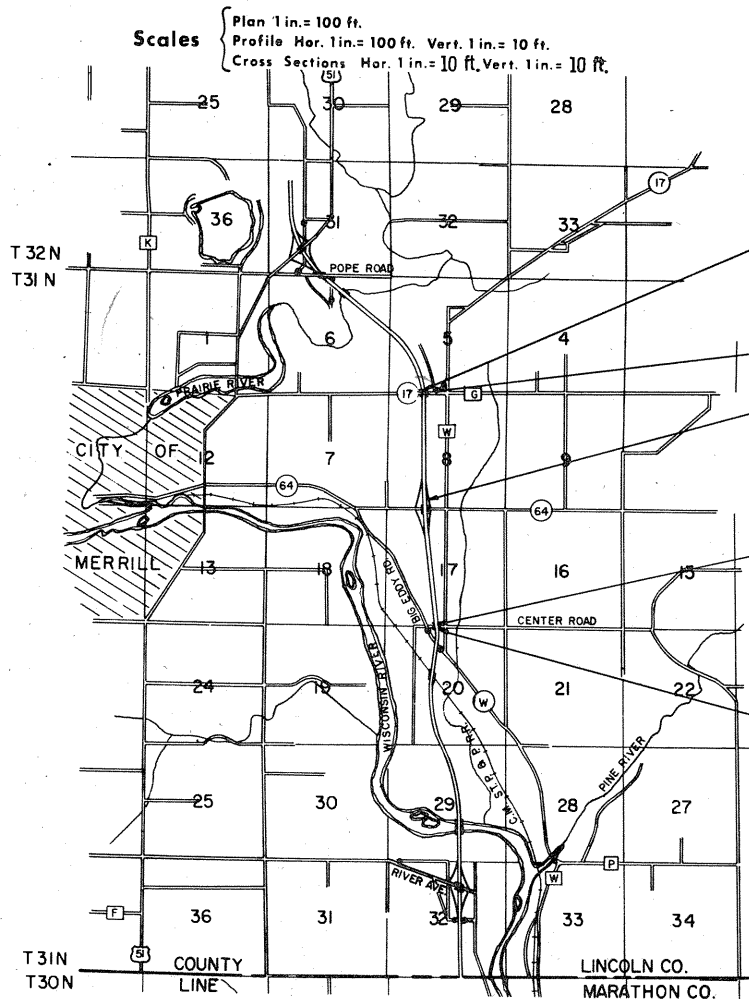 Scales
Plan 1 in.= 100 ft.
Profile Hor. 1 in.= 100 ft. Vert. 1 in.= 10 ft.
Cross Sections Hor. 1 in.= 10 ft. Vert. 1 in.= 10 ft.
51
25
30
29
28
17
36
31
32
33
K
T 32 N
T31 N
POPE ROAD
1
6
5
4
PRAIRIE RIVER
17
G
W
CITY OF
12
7
8
9
64
64
MERRILL
13
18
BIG EDDY RD.
17
16
15
CENTER ROAD
24
19
WISCONSIN RIVER
20
21
22
W
C.M. ST.P. & P. R.R.
PINE RIVER
25
30
29
28
27
RIVER AVE.
P
W
F
36
31
32
33
34
51
T 31N
T30N
COUNTY
LINE
LINCOLN CO.
MARATHON CO.